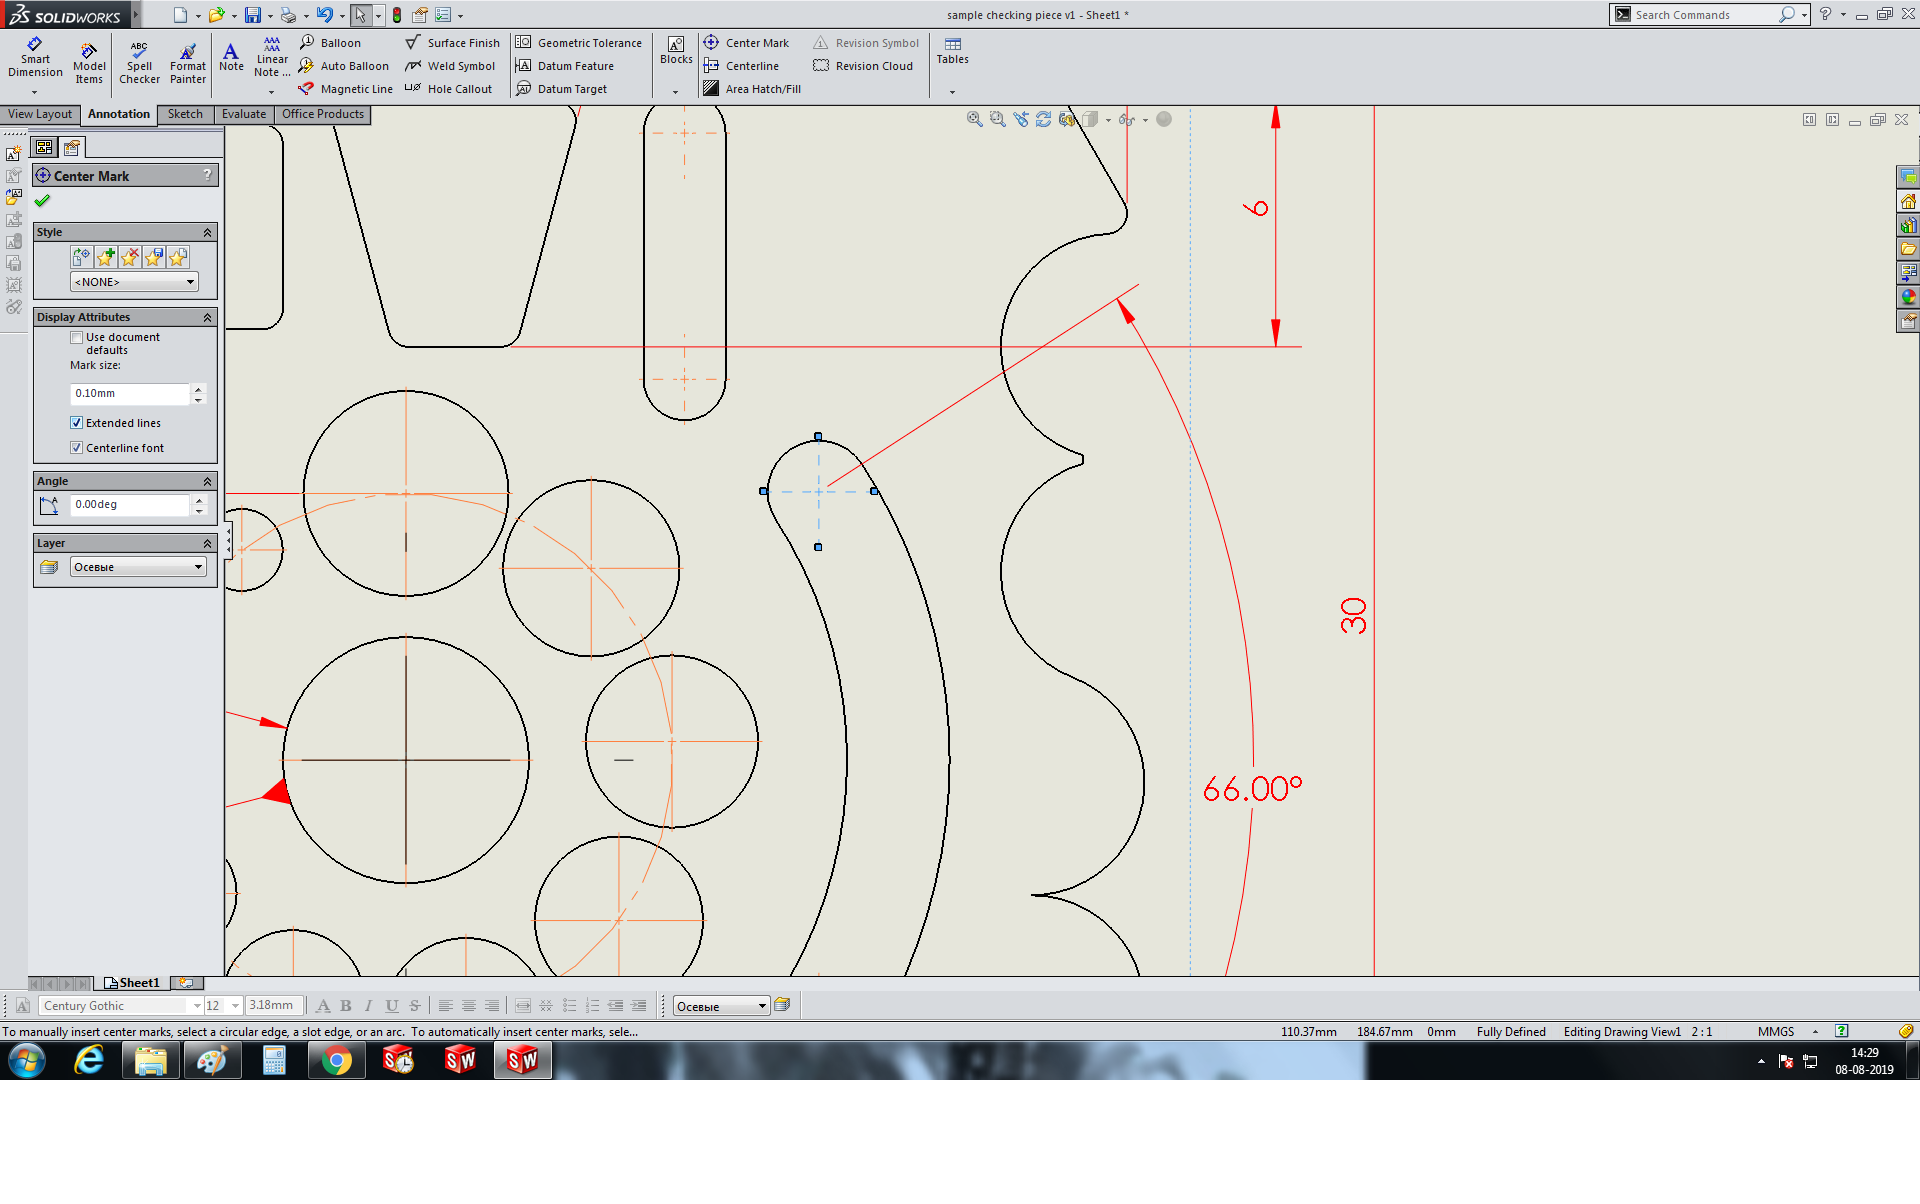 SOLIDWORKS
sample checking piece v1 - Sheet1 *
Search Commands
Smart Dimension
Model Items
ABC
Spell Checker
Format Painter
Note
Linear Note ...
Balloon
Auto Balloon
Magnetic Line
Surface Finish
Weld Symbol
Hole Callout
Geometric Tolerance
Datum Feature
Datum Target
Blocks
Center Mark
Centerline
Area Hatch/Fill
Revision Symbol
Revision Cloud
Tables
View Layout
Annotation
Sketch
Evaluate
Office Products
Center Mark
?
Style
<NONE>
Display Attributes
Use document
defaults
Mark size:
0.10mm
Extended lines
Centerline font
Angle
0.00deg
Layer
Осевые
6
30
66.00°
Sheet1
Century Gothic
12
3.18mm
A B I U S
Осевые
To manually insert center marks, select a circular edge, a slot edge, or an arc. To automatically insert center marks, sele...
110.37mm 184.67mm 0mm Fully Defined Editing Drawing View1 2 : 1 MMGS
14:29
08-08-2019